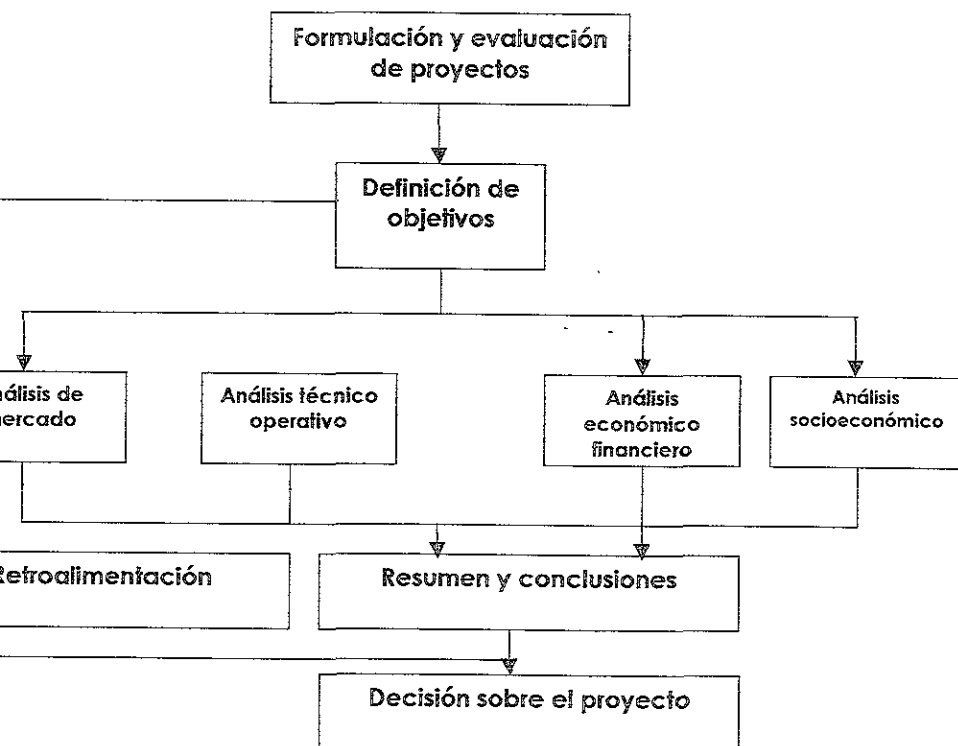 Formulación y evaluación
de proyectos
Definición de
objetivos
nálisis de
mercado
Análisis técnico
operativo
Análisis
económico
financiero
Análisis
socioeconómico
Retroalimentación
Resumen y conclusiones
Decisión sobre el proyecto